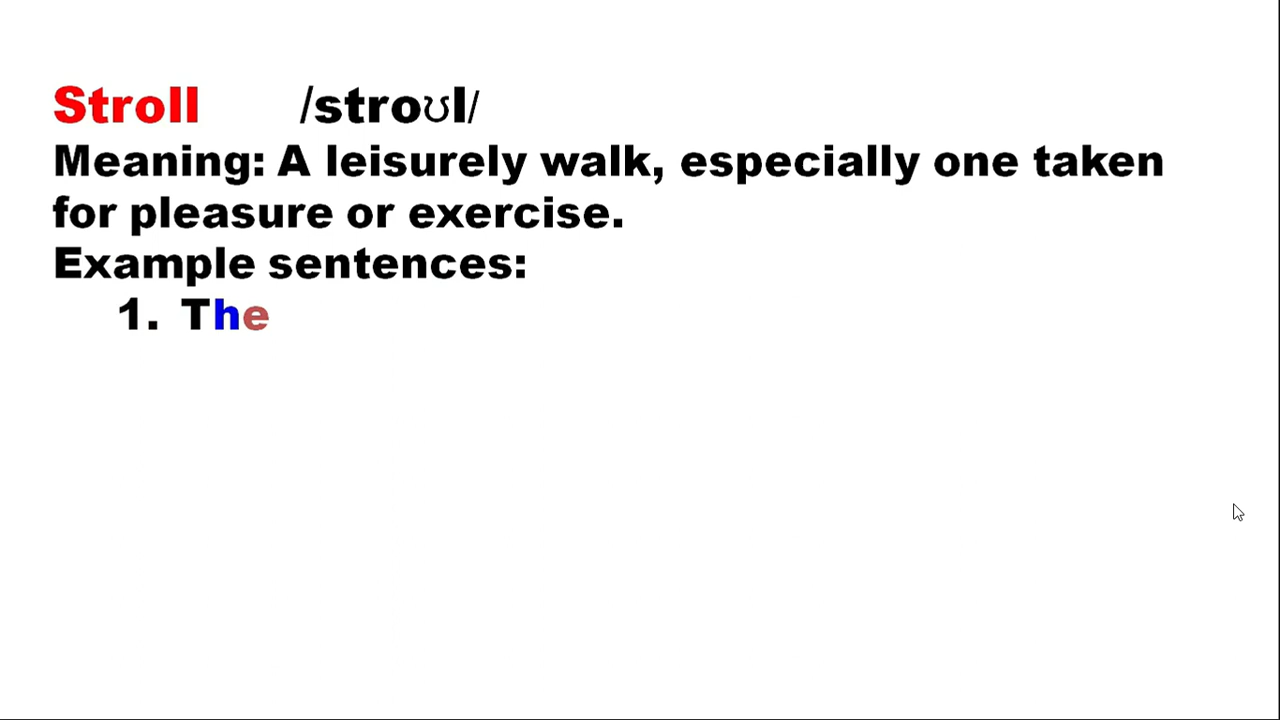 Stroll /stroʊl/
Meaning: A leisurely walk, especially one taken
for pleasure or exercise.
Example sentences:
1. The